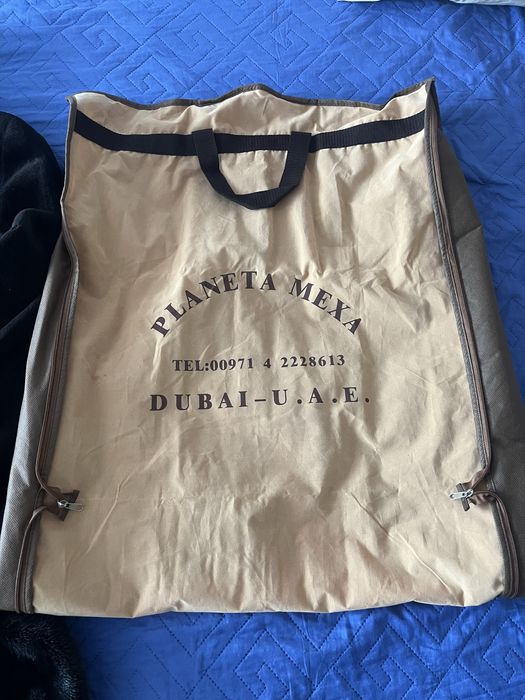 PLANETA MEXA
TEL:00971 4 2228613
DUBAI-U.A.E.